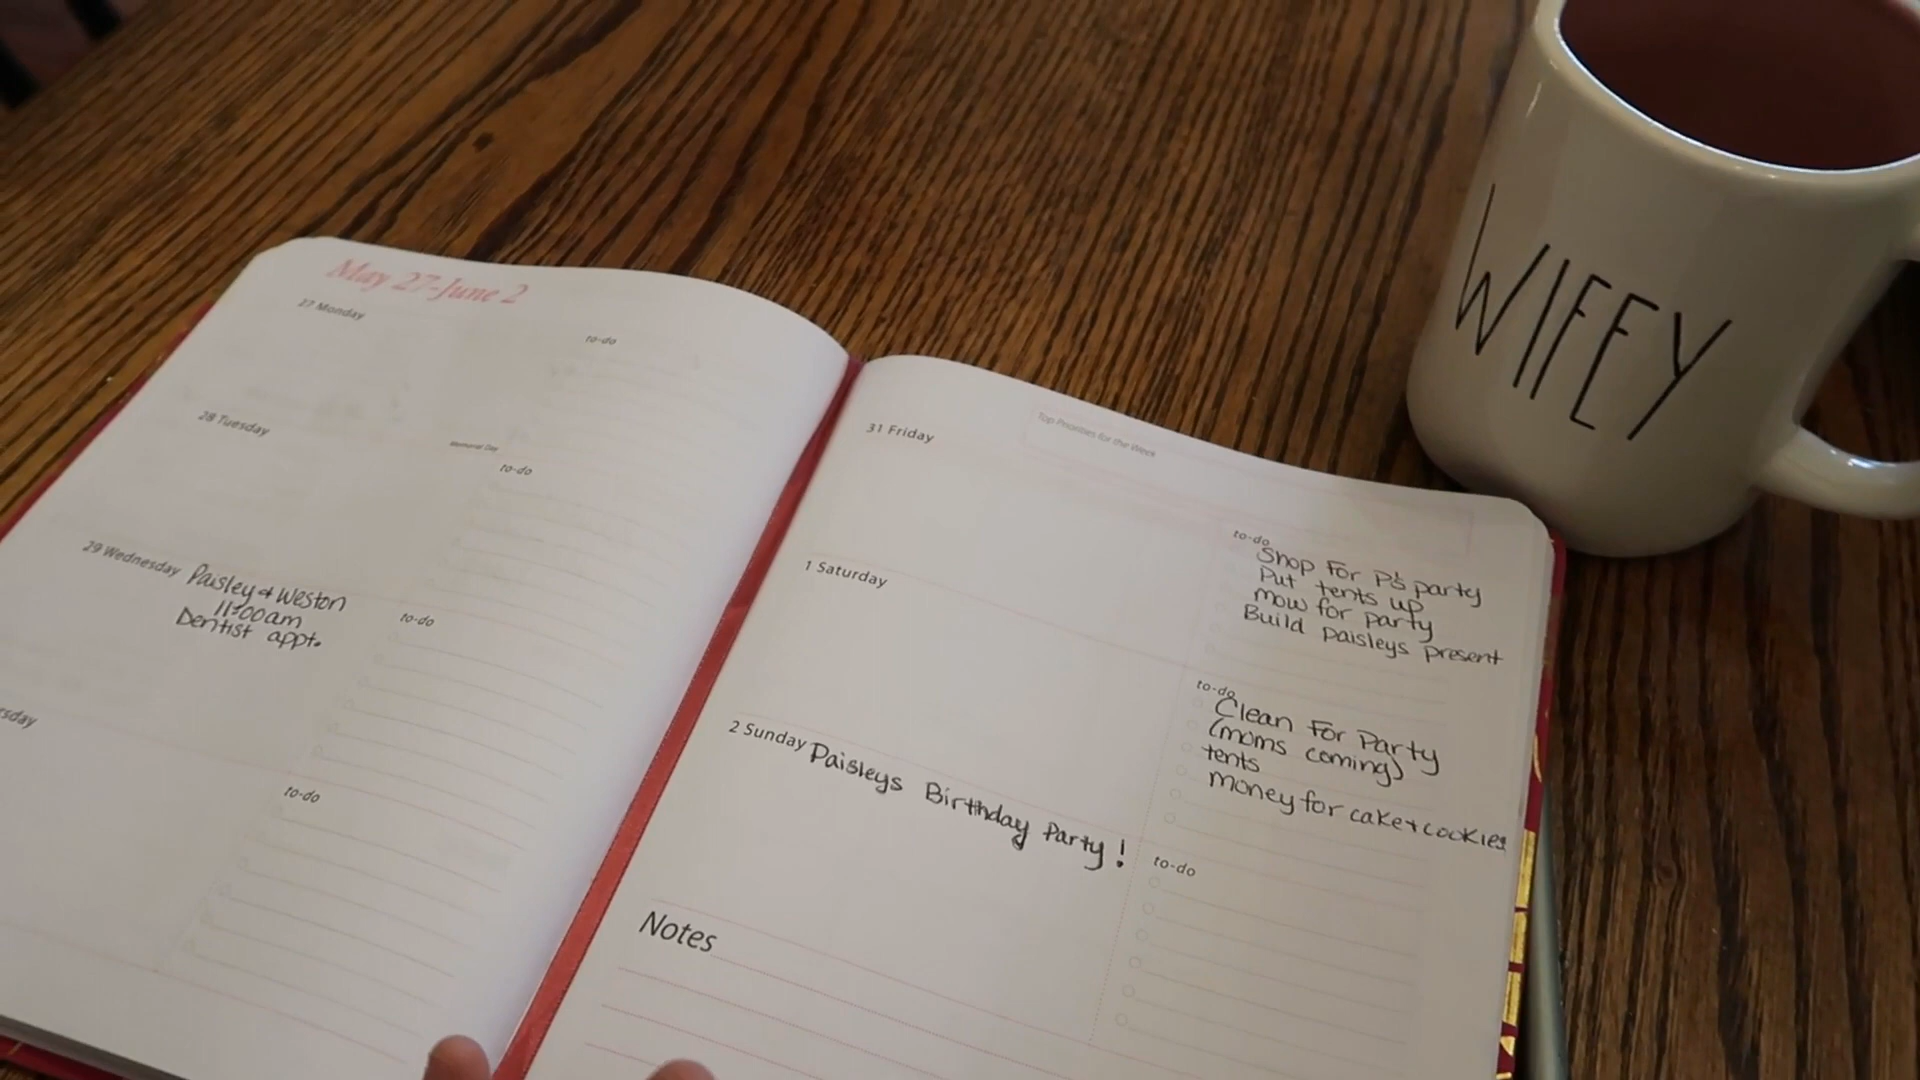 May 27-June 2
27 Monday
to-do
Memorial Day
28 Tuesday
to-do
29 Wednesday Paisley & Weston
11:00am
Dentist appt.
to-do
sday
to-do
Top Priorities for the Week
31 Friday
to-do
Shop For P's party
Put tents up
mow for party
Build Paisleys present
1 Saturday
to-do
Clean For Party
(moms coming)
tents
money for cake + cookies
2 Sunday Paisleys Birthday Party!
to-do
Notes
WIFEY